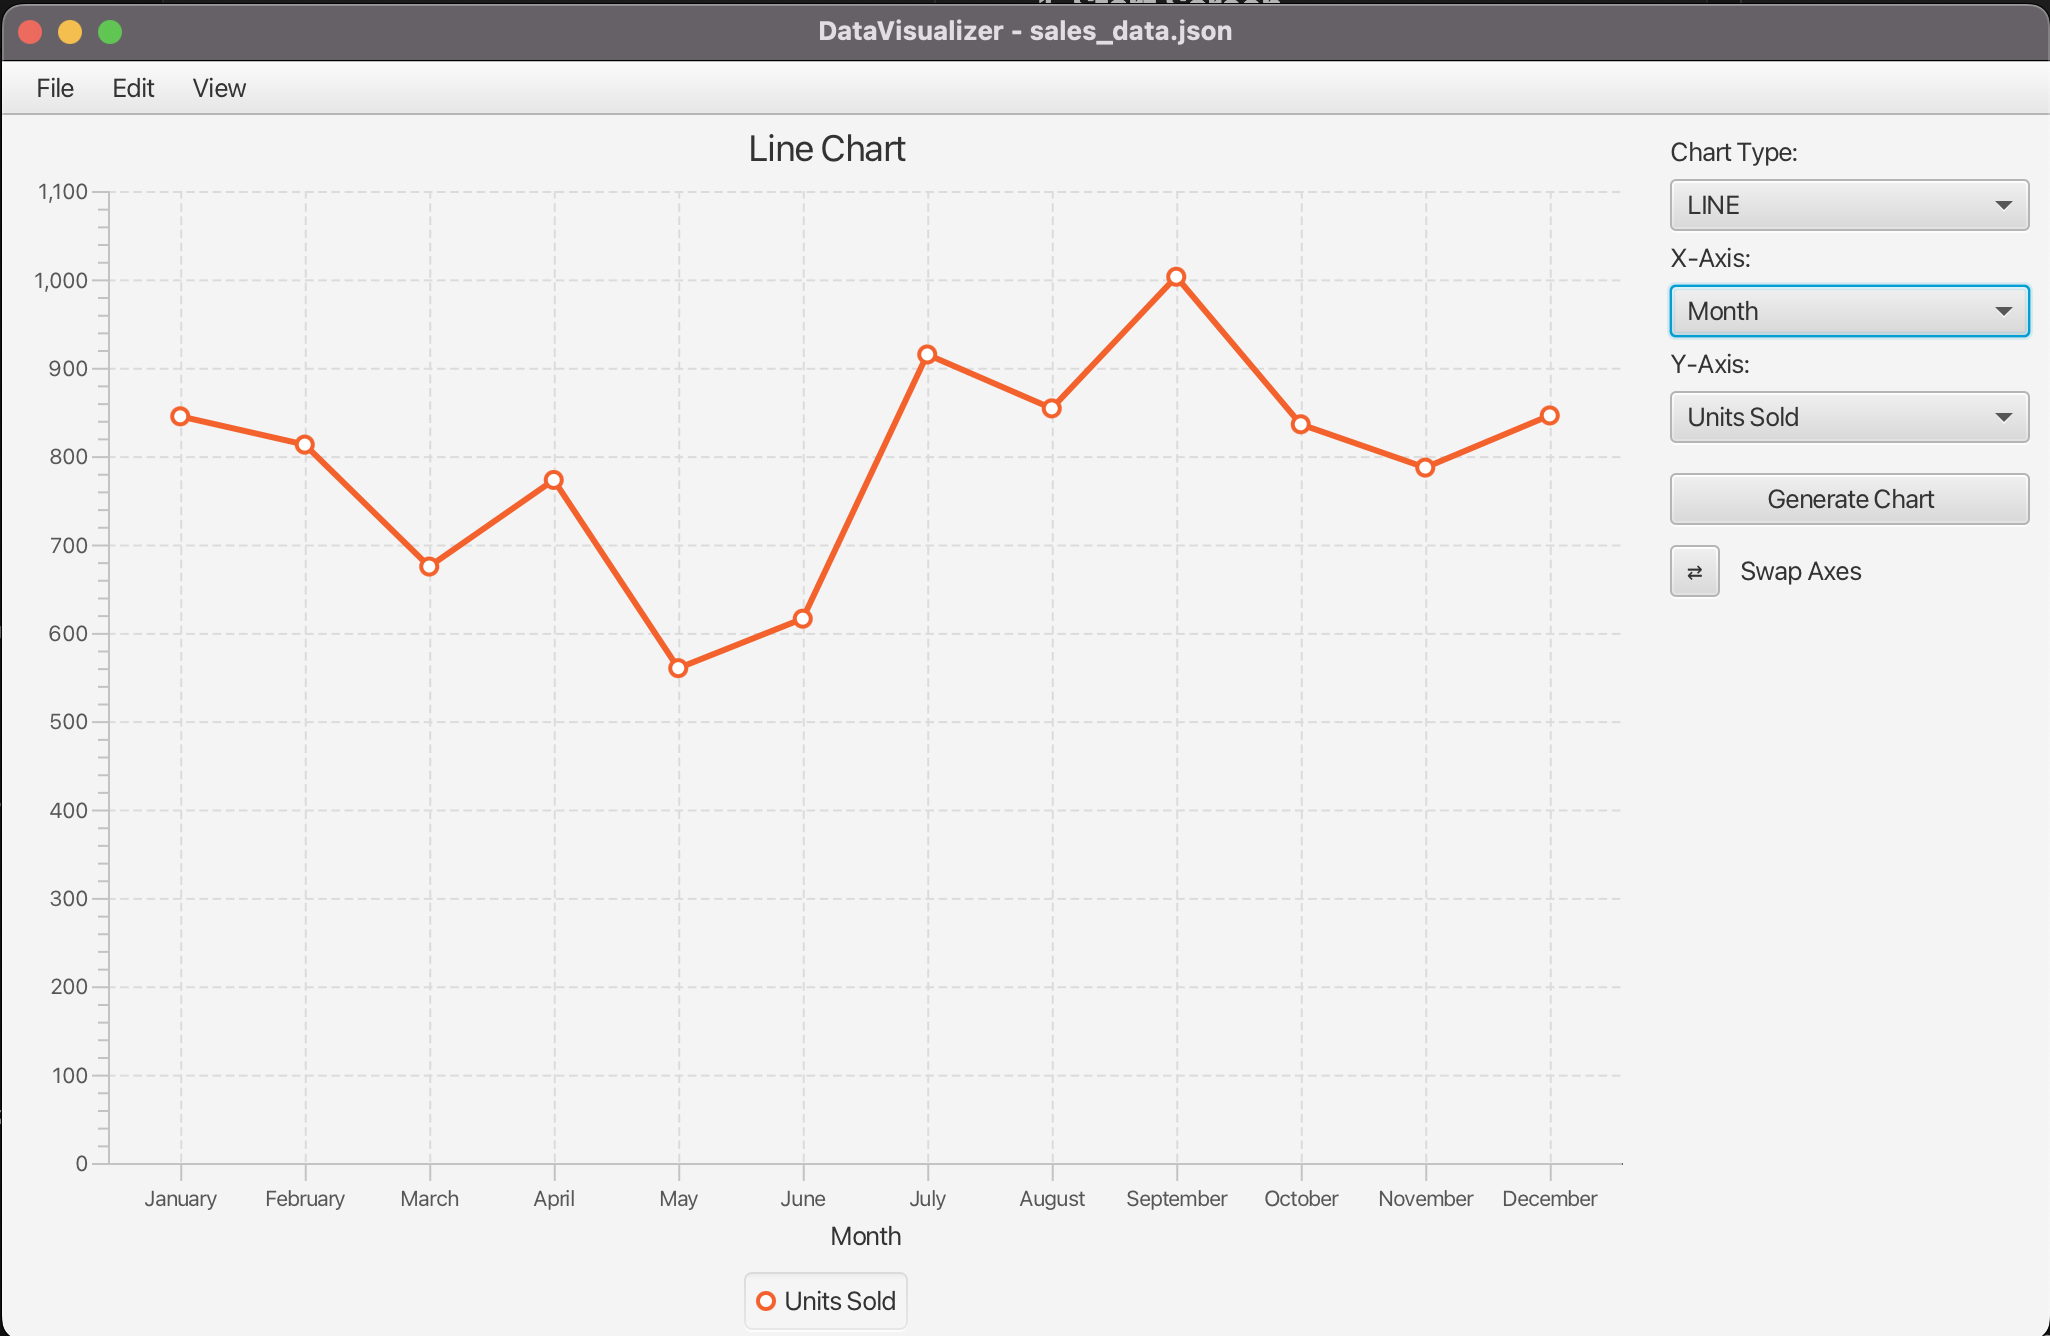 DataVisualizer - sales_data.json
File Edit View
Line Chart
1,100
1,000
900
800
700
600
500
400
300
200
100
0
January February March April May June July August September October November December
Month
Units Sold
Chart Type:
LINE
X-Axis:
Month
Y-Axis:
Units Sold
Generate Chart
⇄ Swap Axes